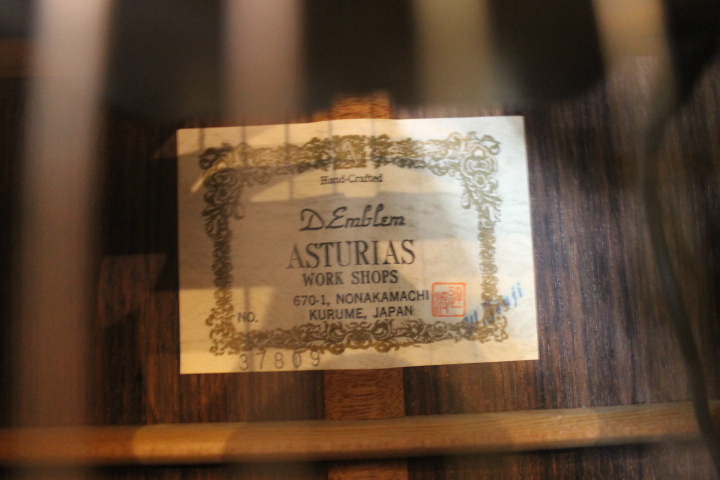 Hand-Crafted
D.Emblem
ASTURIAS
WORK SHOPS
670-1, NONAKAMACHI
NO. KURUME, JAPAN
37809